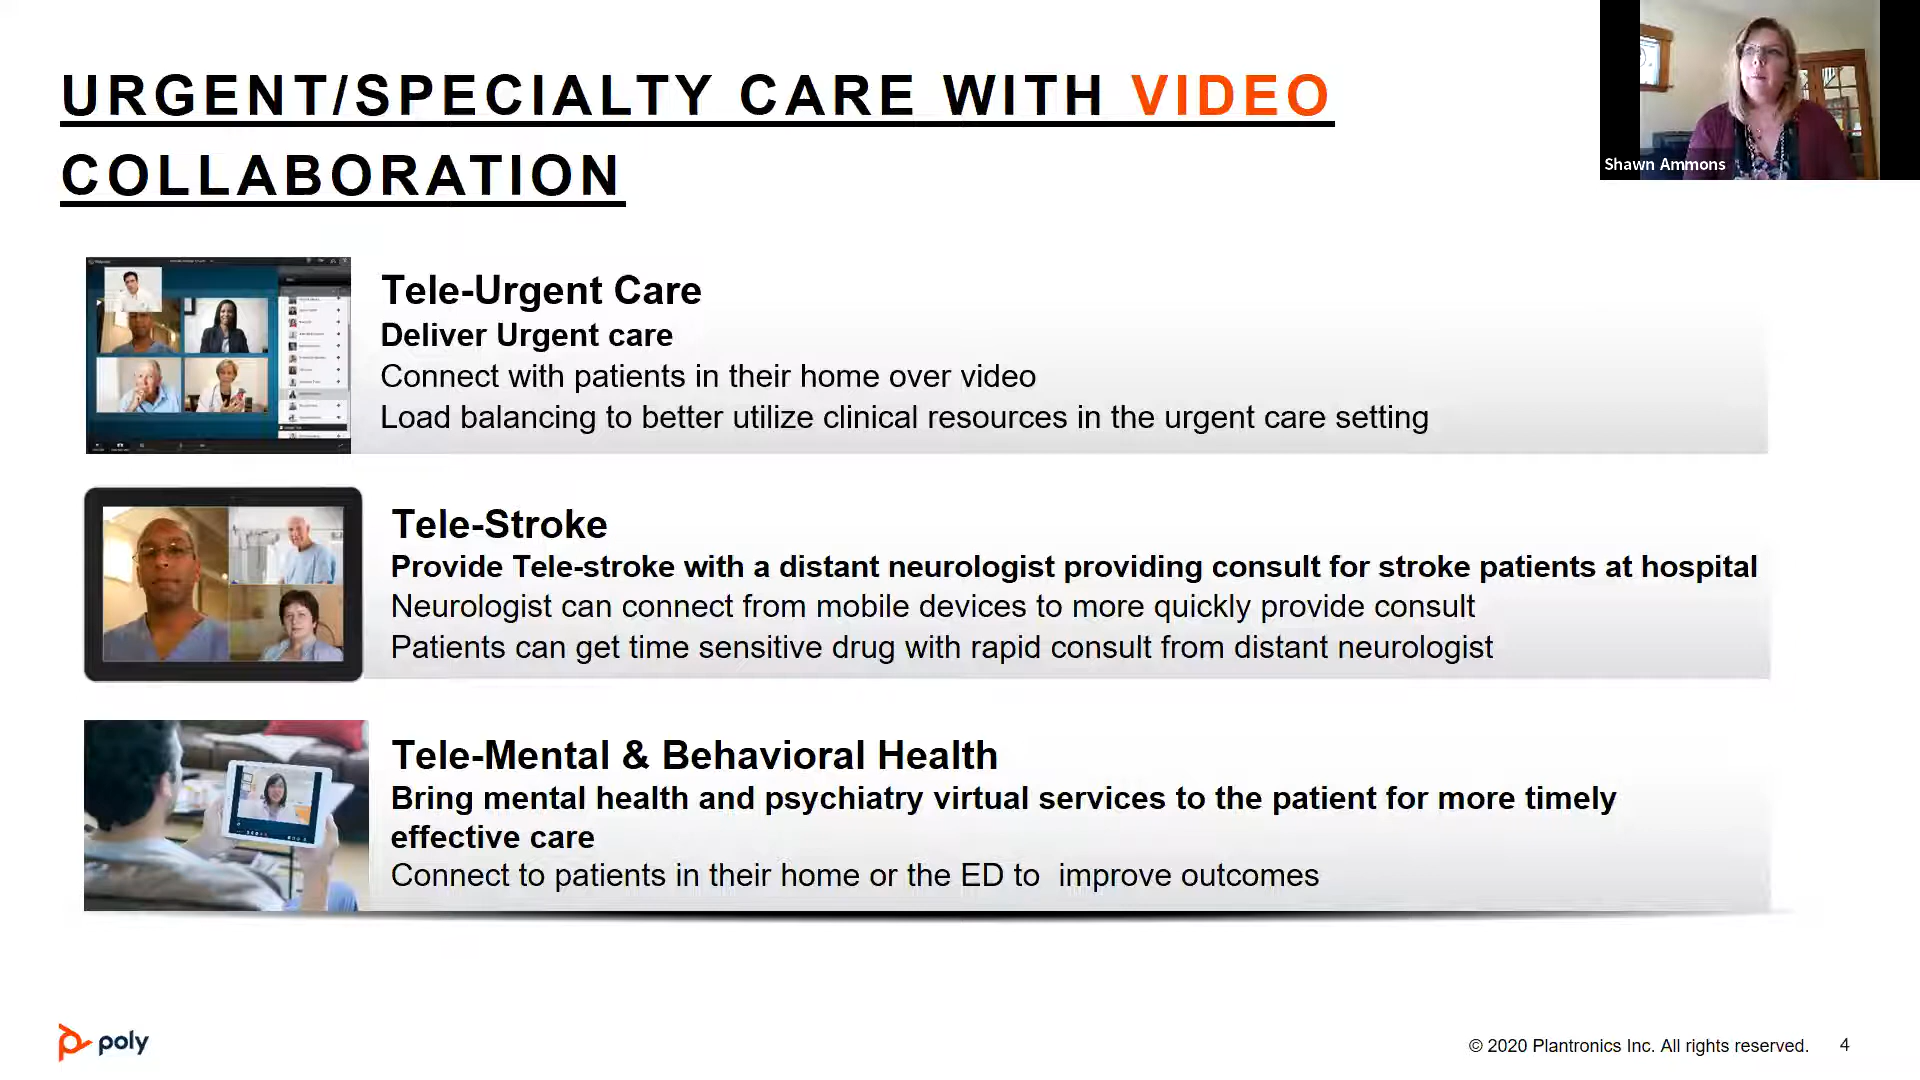 URGENT/SPECIALTY CARE WITH VIDEO
COLLABORATION
Shawn Ammons
Tele-Urgent Care
Deliver Urgent care
Connect with patients in their home over video
Load balancing to better utilize clinical resources in the urgent care setting
Tele-Stroke
Provide Tele-stroke with a distant neurologist providing consult for stroke patients at hospital
Neurologist can connect from mobile devices to more quickly provide consult
Patients can get time sensitive drug with rapid consult from distant neurologist
Tele-Mental & Behavioral Health
Bring mental health and psychiatry virtual services to the patient for more timely
effective care
Connect to patients in their home or the ED to  improve outcomes
poly
© 2020 Plantronics Inc. All rights reserved. 4